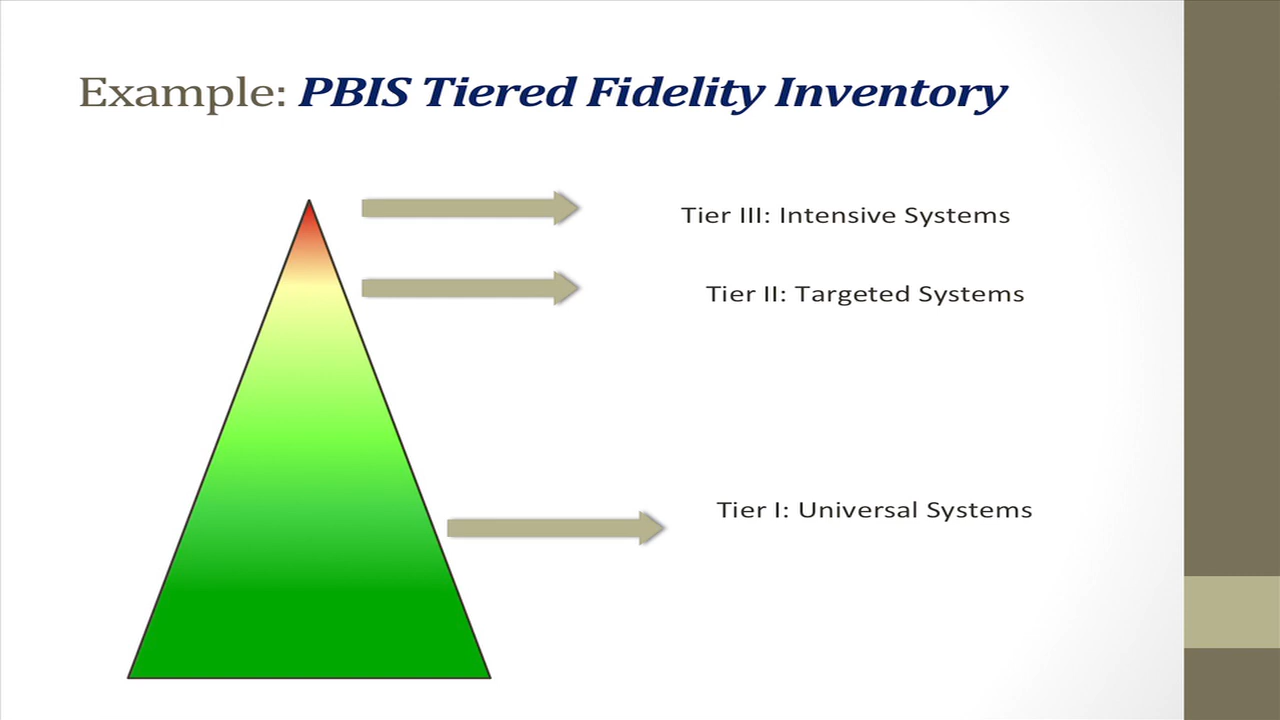 Example: PBIS Tiered Fidelity Inventory
Tier III: Intensive Systems
Tier II: Targeted Systems
Tier I: Universal Systems